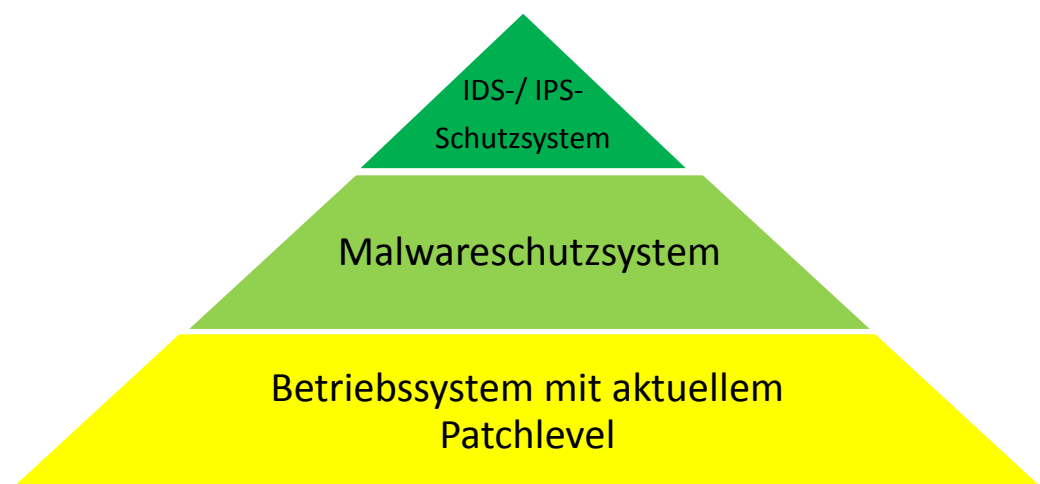 IDS-/ IPS-
Schutzsystem
Malwareschutzsystem
Betriebssystem mit aktuellem
Patchlevel